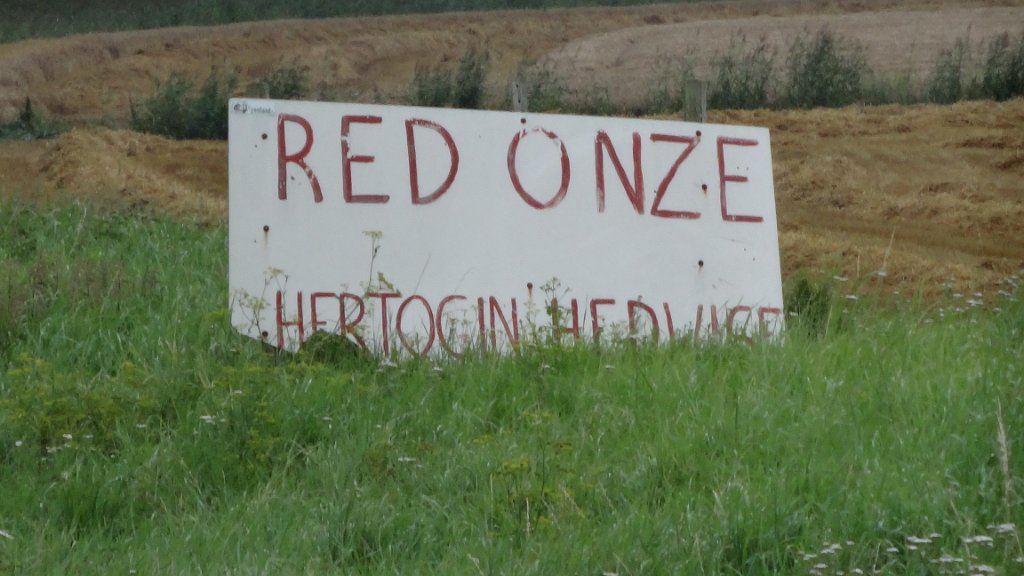 RED ONZE
HERTOGIN HEDWIGE